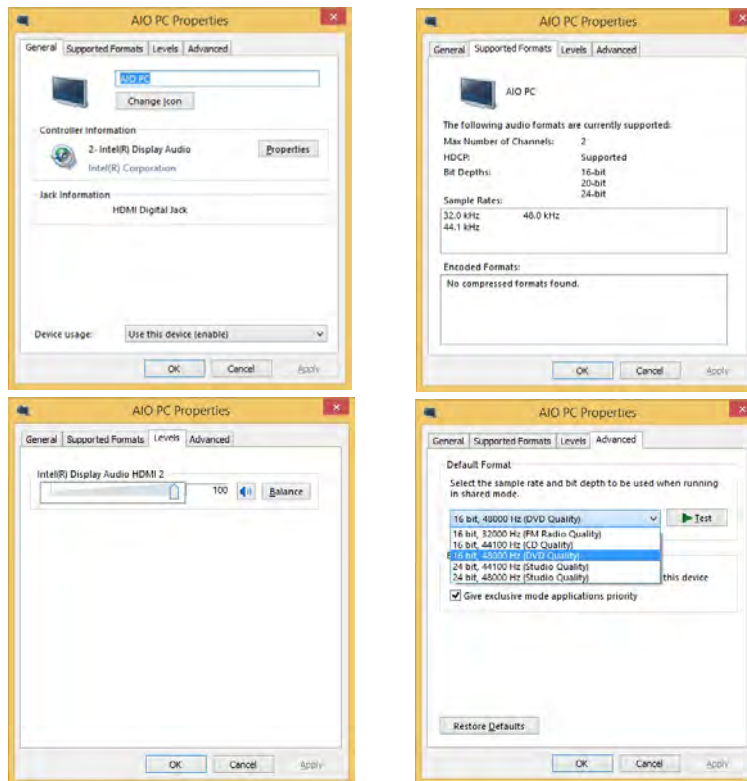 AIO PC Properties
General Supported Formats Levels Advanced
AIO PC
Change Icon
Controller Information
2- Intel(R) Display Audio Properties
Intel(R) Corporation
Jack Information
HDMI Digital Jack
Device usage: Use this device (enable)
OK Cancel Apply
AIO PC Properties
General Supported Formats Levels Advanced
AIO PC
The following audio formats are currently supported:
Max Number of Channels: 2
HDCP: Supported
Bit Depths: 16-bit
20-bit
24-bit
Sample Rates:
32.0 kHz 48.0 kHz
44.1 kHz
Encoded Formats:
No compressed formats found.
OK Cancel Apply
AIO PC Properties
General Supported Formats Levels Advanced
Intel(R) Display Audio HDMI 2
100 Balance
OK Cancel Apply
AIO PC Properties
General Supported Formats Levels Advanced
Default Format
Select the sample rate and bit depth to be used when running
in shared mode.
16 bit, 48000 Hz (DVD Quality) Test
16 bit, 32000 Hz (FM Radio Quality)
16 bit, 44100 Hz (CD Quality)
16 bit, 48000 Hz (DVD Quality)
24 bit, 44100 Hz (Studio Quality)
24 bit, 48000 Hz (Studio Quality) this device
Give exclusive mode applications priority
Restore Defaults
OK Cancel Apply